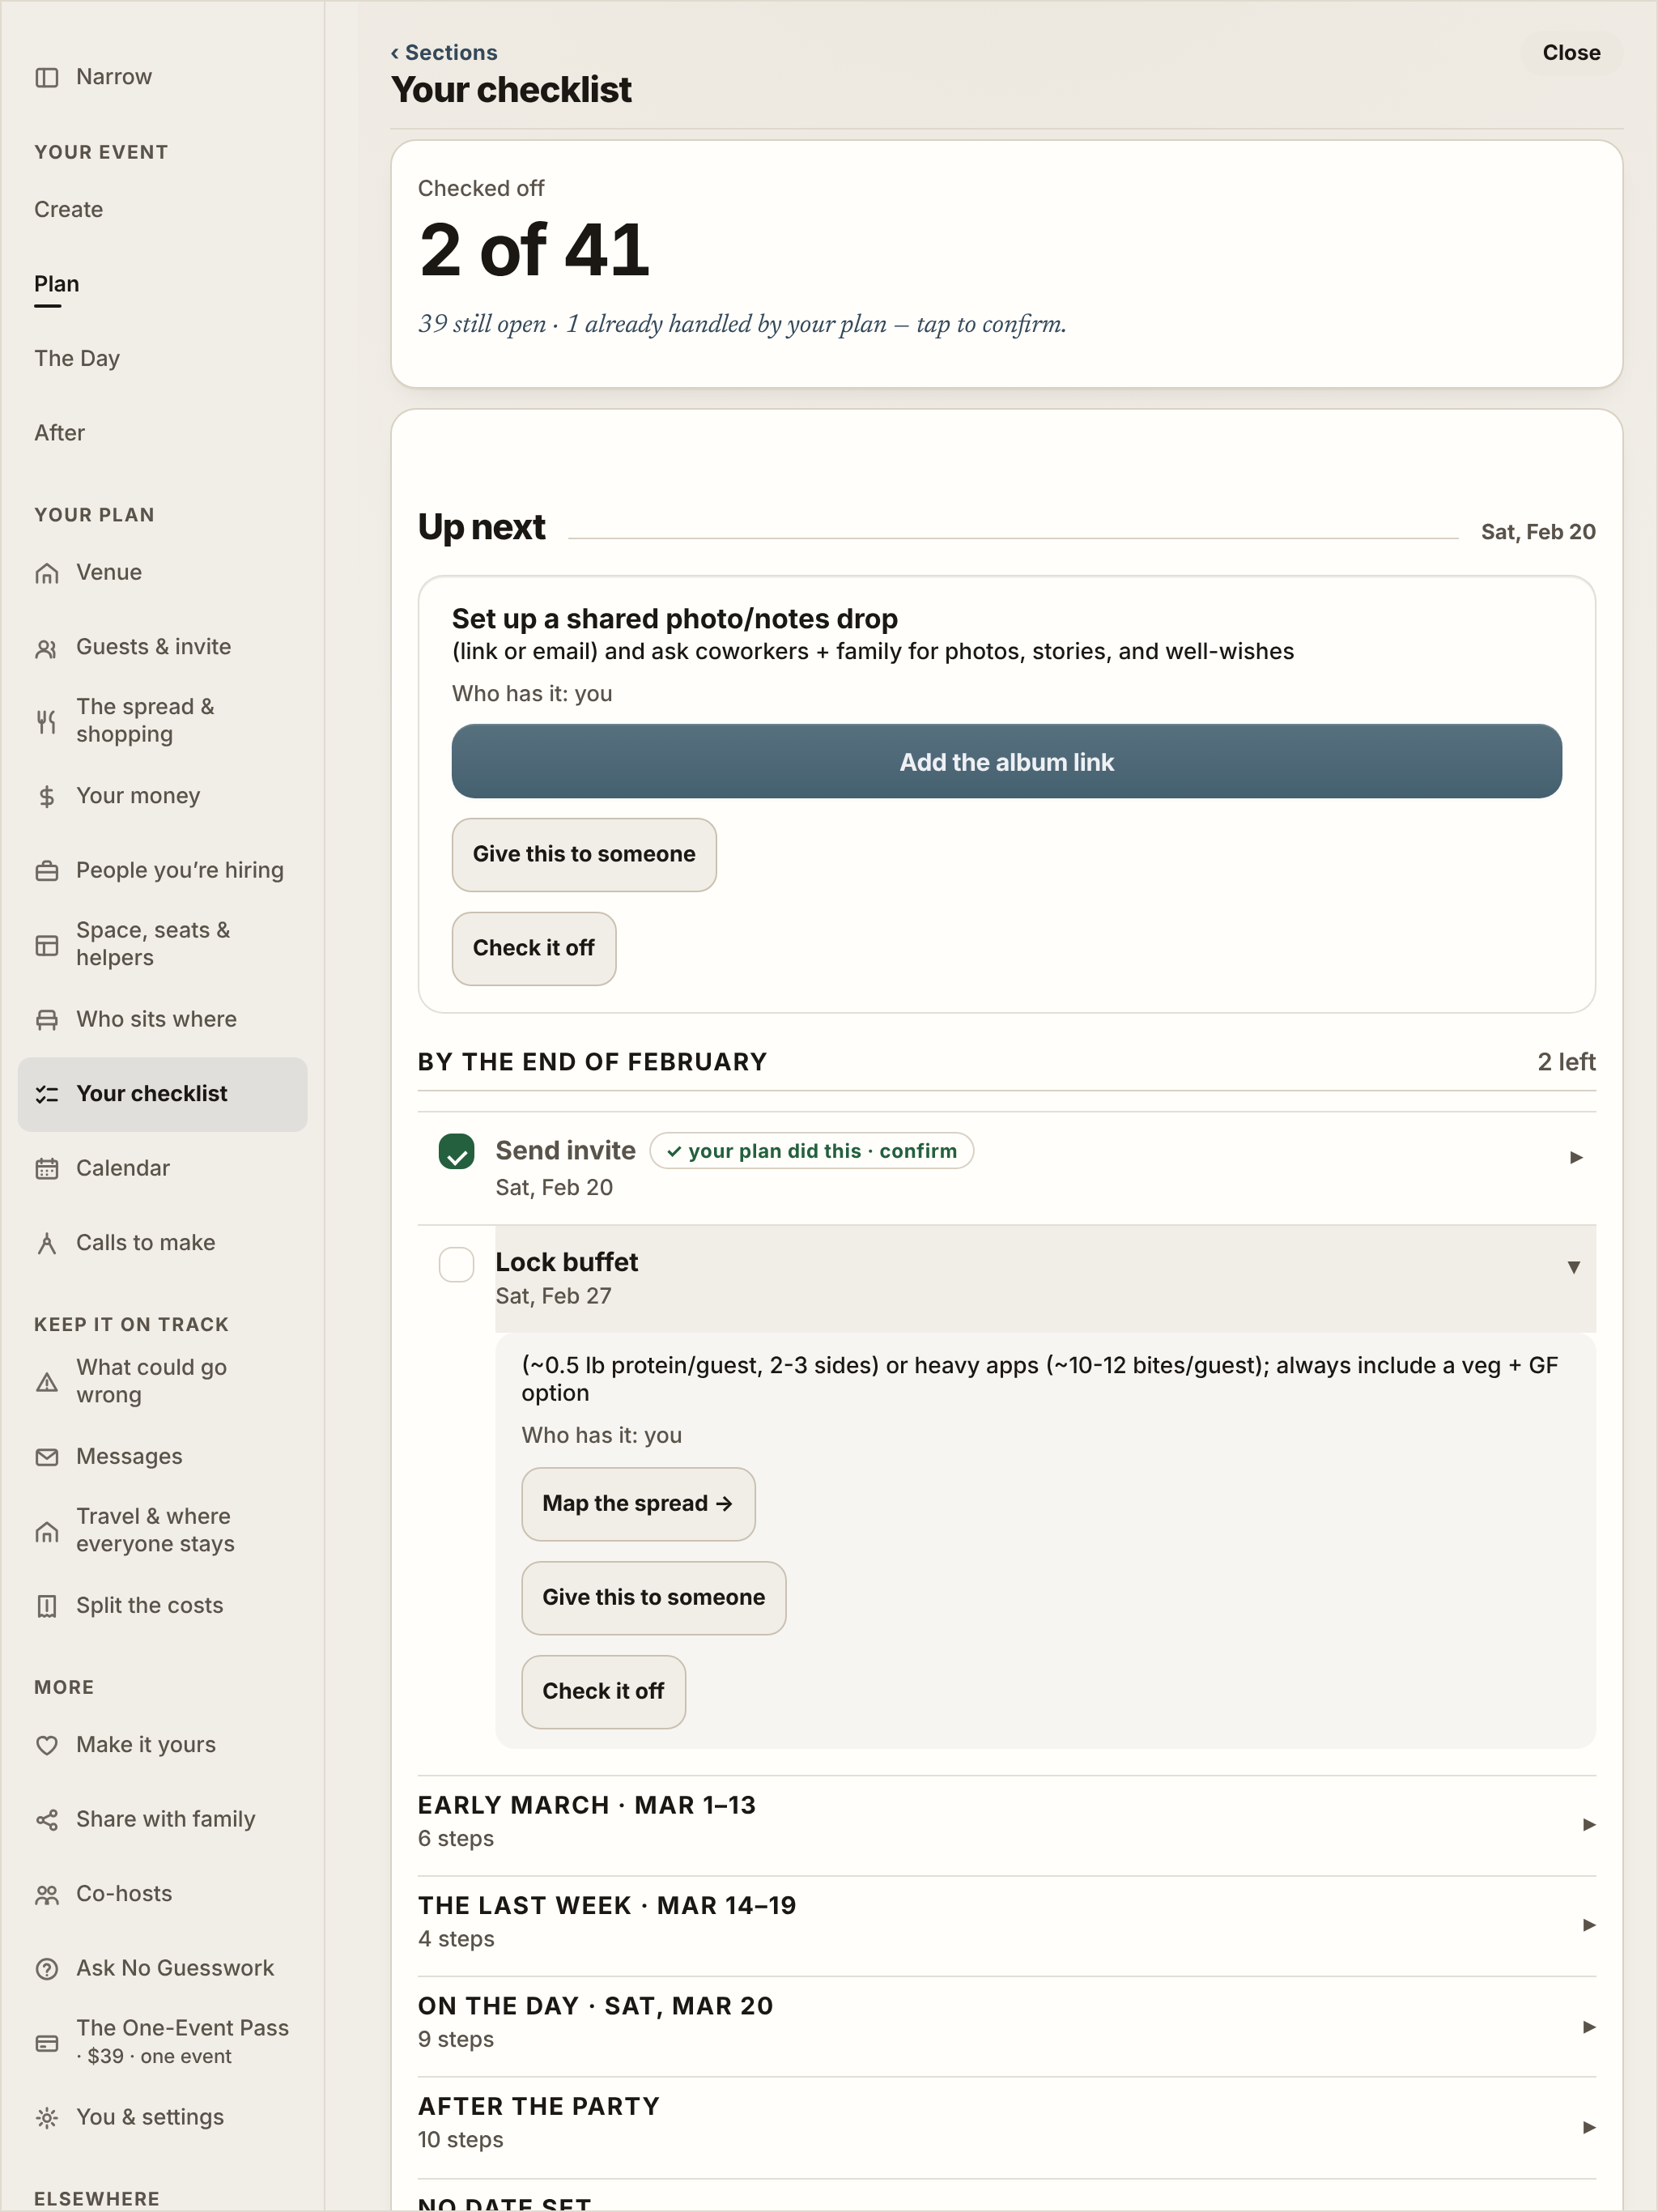 Narrow
YOUR EVENT
Create
Plan
The Day
After
YOUR PLAN
Venue
Guests & invite
The spread &
shopping
Your money
People you’re hiring
Space, seats &
helpers
Who sits where
Your checklist
Calendar
Calls to make
KEEP IT ON TRACK
What could go
wrong
Messages
Travel & where
everyone stays
Split the costs
MORE
Make it yours
Share with family
Co-hosts
Ask No Guesswork
The One-Event Pass
· $39 · one event
You & settings
ELSEWHERE
‹ Sections
Close
Your checklist
Checked off
2 of 41
39 still open · 1 already handled by your plan – tap to confirm.
Up next
Sat, Feb 20
Set up a shared photo/notes drop
(link or email) and ask coworkers + family for photos, stories, and well-wishes
Who has it: you
Add the album link
Give this to someone
Check it off
BY THE END OF FEBRUARY
2 left
Send invite
✓ your plan did this · confirm
Sat, Feb 20
Lock buffet
Sat, Feb 27
(~0.5 lb protein/guest, 2-3 sides) or heavy apps (~10-12 bites/guest); always include a veg + GF
option
Who has it: you
Map the spread →
Give this to someone
Check it off
EARLY MARCH · MAR 1–13
6 steps
THE LAST WEEK · MAR 14–19
4 steps
ON THE DAY · SAT, MAR 20
9 steps
AFTER THE PARTY
10 steps
NO DATE SET